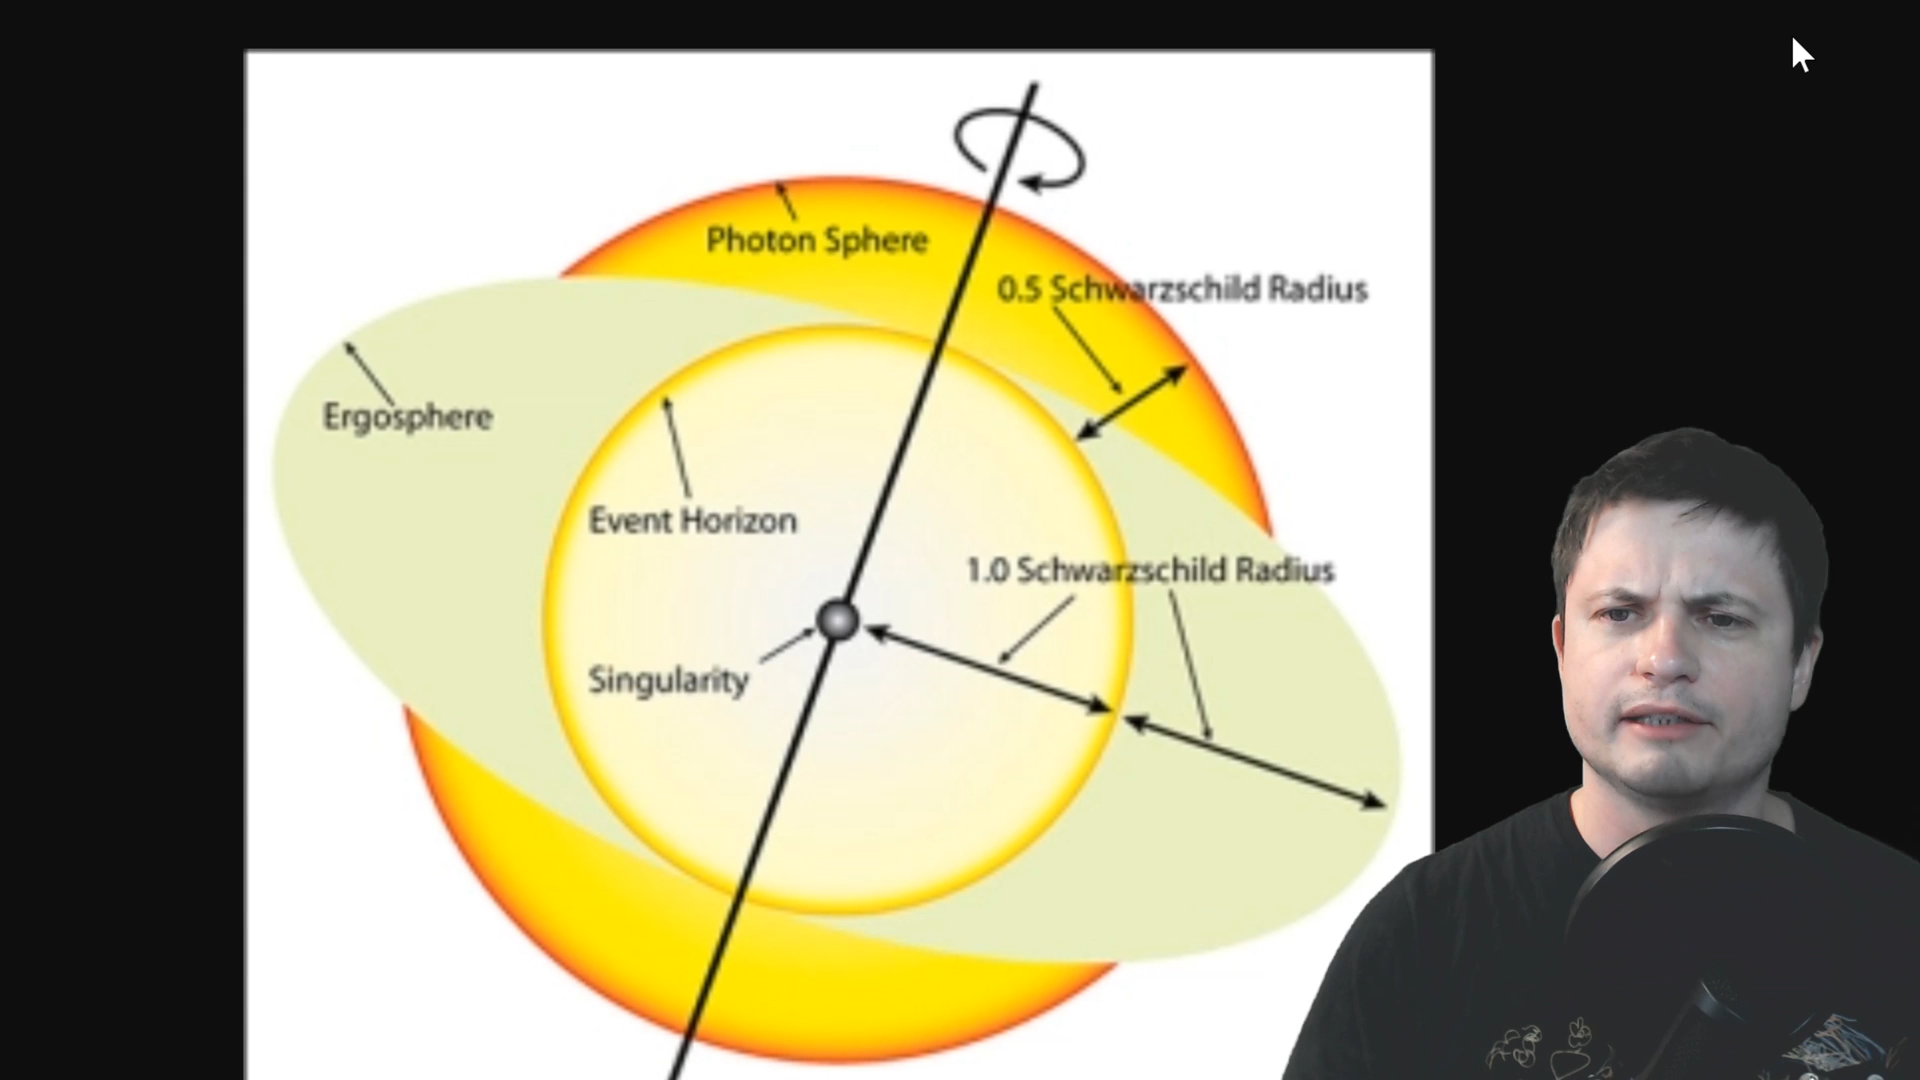 Photon Sphere
0.5 Schwarzschild Radius
Ergosphere
Event Horizon
1.0 Schwarzschild Radius
Singularity